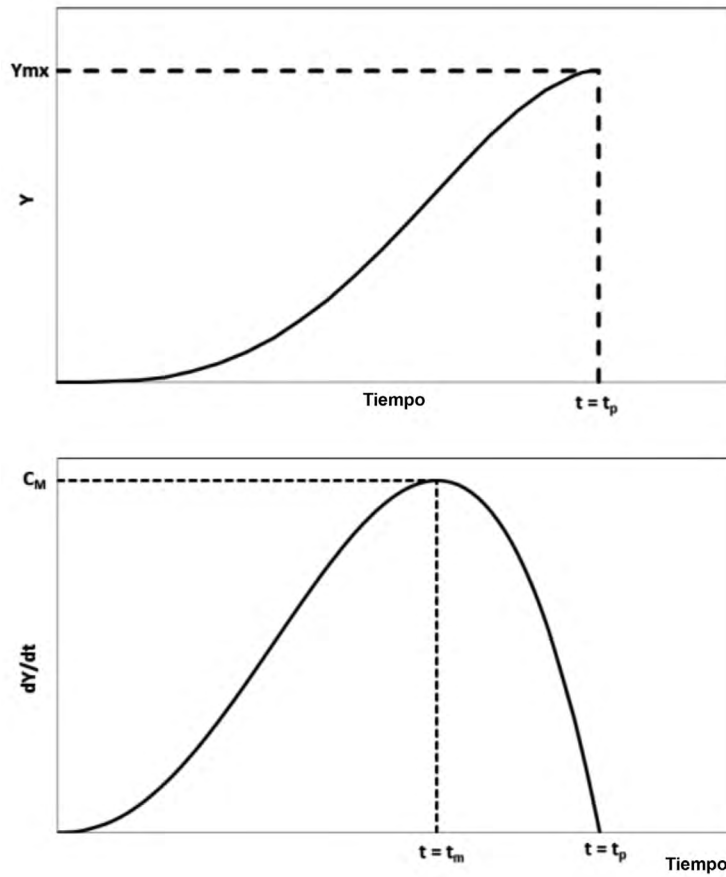 Ymx
Y
Tiempo
t = tp
CM
dY/dt
t = tm
t = tp
Tiempo